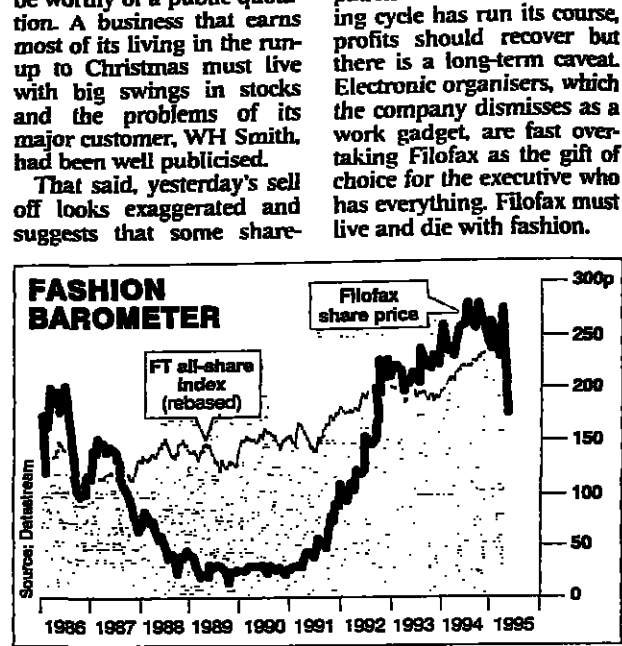 be worthy of a public quota-
tion. A business that earns
most of its living in the run-
up to Christmas must live
with big swings in stocks
and the problems of its
major customer, WH Smith,
had been well publicised.
That said, yesterday's sell
off looks exaggerated and
suggests that some share-
ing cycle has run its course,
profits should recover but
there is a long-term caveat.
Electronic organisers, which
the company dismisses as a
work gadget, are fast over-
taking Filofax as the gift of
choice for the executive who
has everything. Filofax must
live and die with fashion.
FASHION
BAROMETER
Filofax
share price
FT all-share
index
(rebased)
300p
250
200
150
100
50
0
Source: Datastream
1986 1987 1988 1989 1990 1991 1992 1993 1994 1995